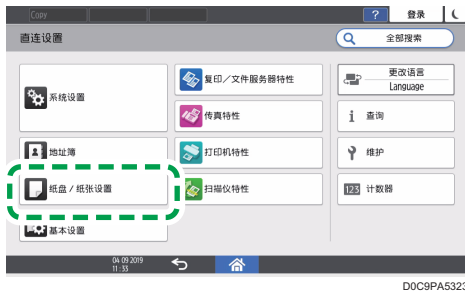 Copy
? 登录
直连设置
全部搜索
系统设置
复印／文件服务器特性
更改语言
Language
传真特性
i 查询
地址簿
打印机特性
维护
纸盘 / 纸张设置
扫描仪特性
123 计数器
基本设置
04 09 2019
11 : 33
D0C9PA5323